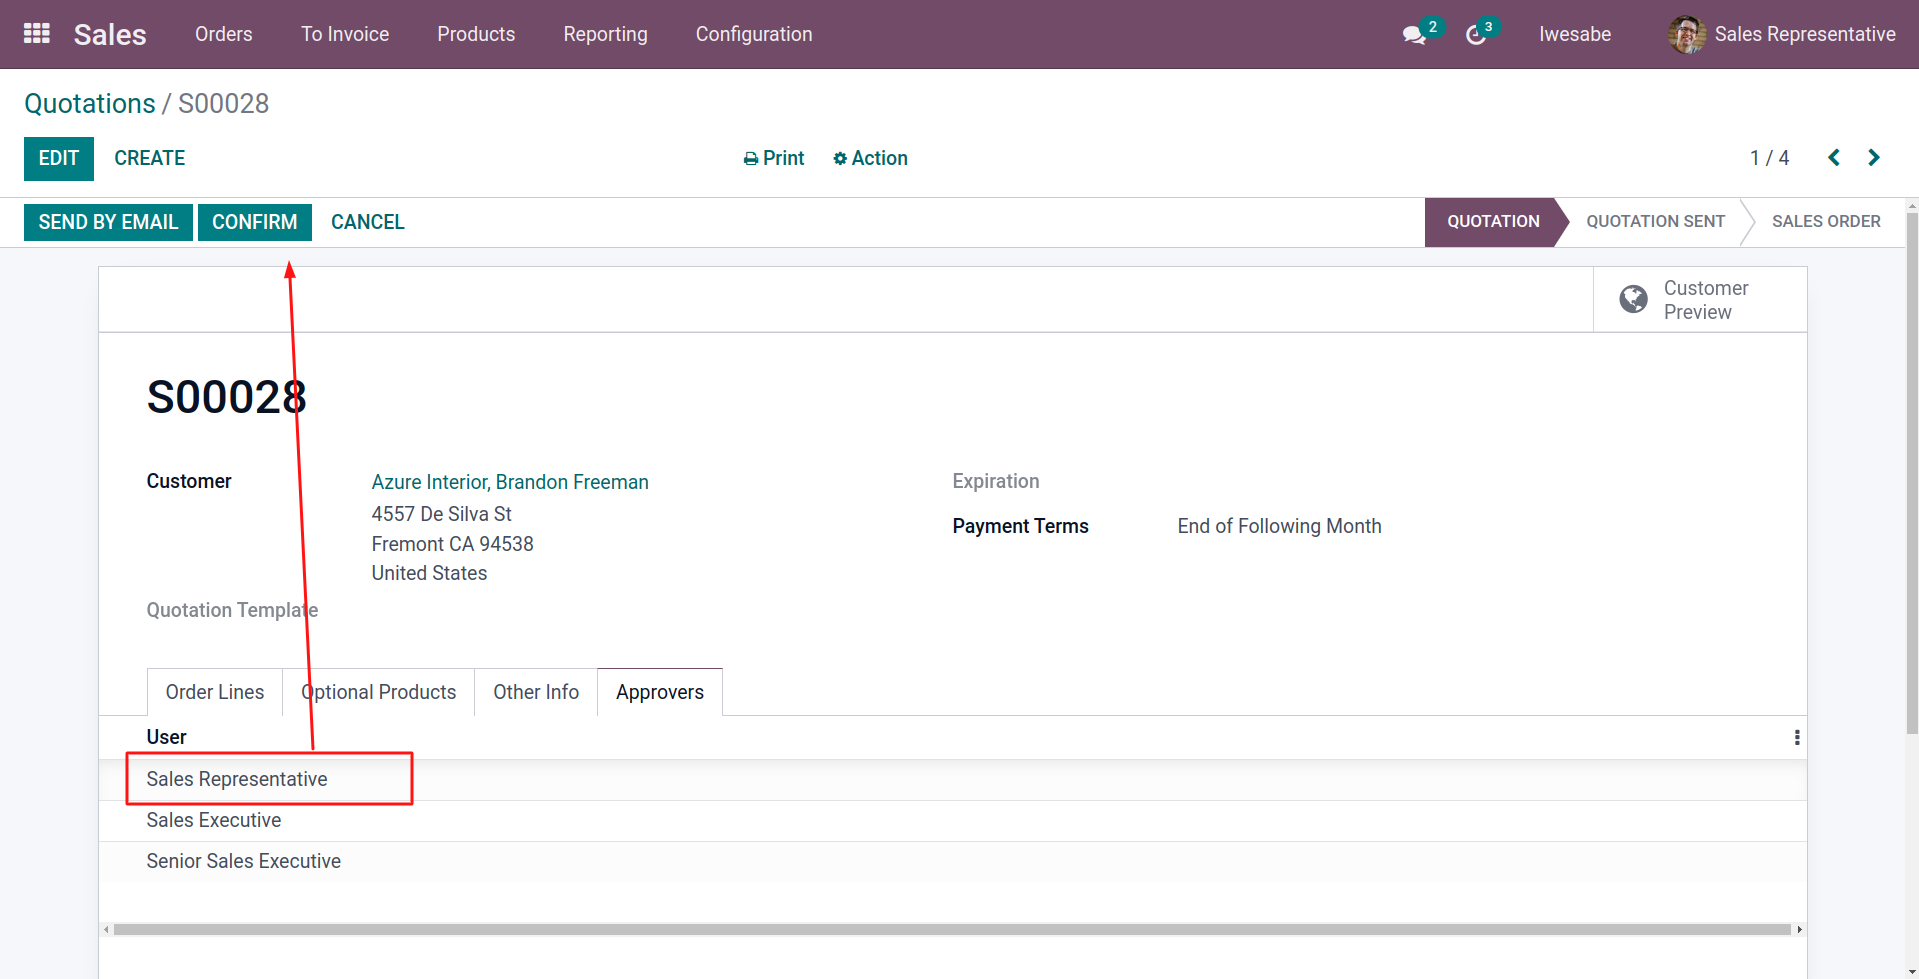 Sales Orders To Invoice Products Reporting Configuration 2 3 Iwesabe Sales Representative
Quotations / S00028
EDIT CREATE Print Action 1 / 4
SEND BY EMAIL CONFIRM CANCEL QUOTATION QUOTATION SENT SALES ORDER
Customer
Preview
S00028
Customer Azure Interior, Brandon Freeman Expiration
4557 De Silva St
Payment Terms End of Following Month
Fremont CA 94538
United States
Quotation Template
Order Lines Optional Products Other Info Approvers
User
Sales Representative
Sales Executive
Senior Sales Executive